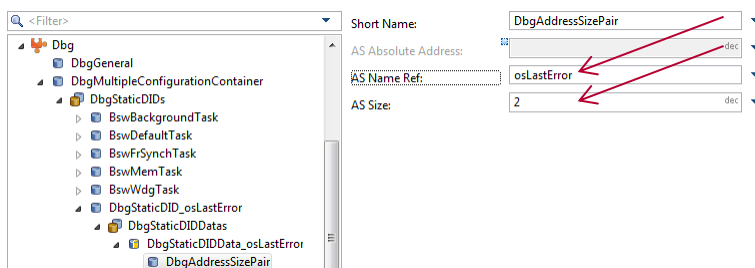 <Filter>
Dbg
DbgGeneral
DbgMultipleConfigurationContainer
DbgStaticDIDs
BswBackgroundTask
BswDefaultTask
BswFrSynchTask
BswMemTask
BswWdgTask
DbgStaticDID_osLastError
DbgStaticDIDDatas
DbgStaticDIDData_osLastError
DbgAddressSizePair
Short Name: DbgAddressSizePair
AS Absolute Address: dec
AS Name Ref: osLastError
AS Size: 2 dec